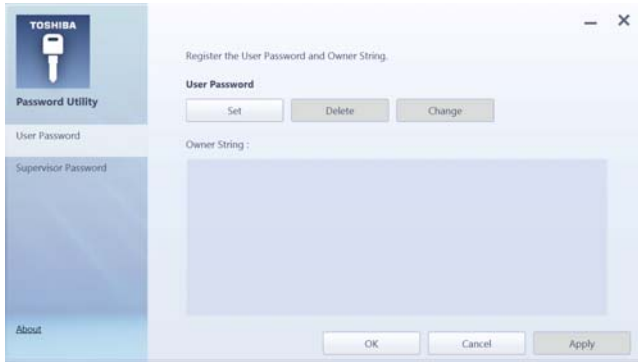 TOSHIBA
Password Utility
User Password
Supervisor Password
About
Register the User Password and Owner String.
User Password
Set Delete Change
Owner String :
OK Cancel Apply